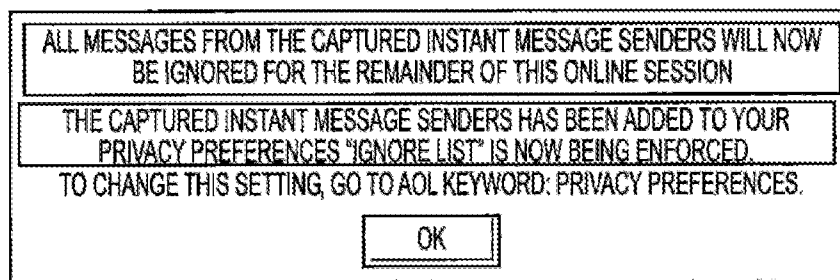 ALL MESSAGES FROM THE CAPTURED INSTANT MESSAGE SENDERS WILL NOW
BE IGNORED FOR THE REMAINDER OF THIS ONLINE SESSION
THE CAPTURED INSTANT MESSAGE SENDERS HAS BEEN ADDED TO YOUR
PRIVACY PREFERENCES "IGNORE LIST" IS NOW BEING ENFORCED.
TO CHANGE THIS SETTING, GO TO AOL KEYWORD: PRIVACY PREFERENCES.
OK